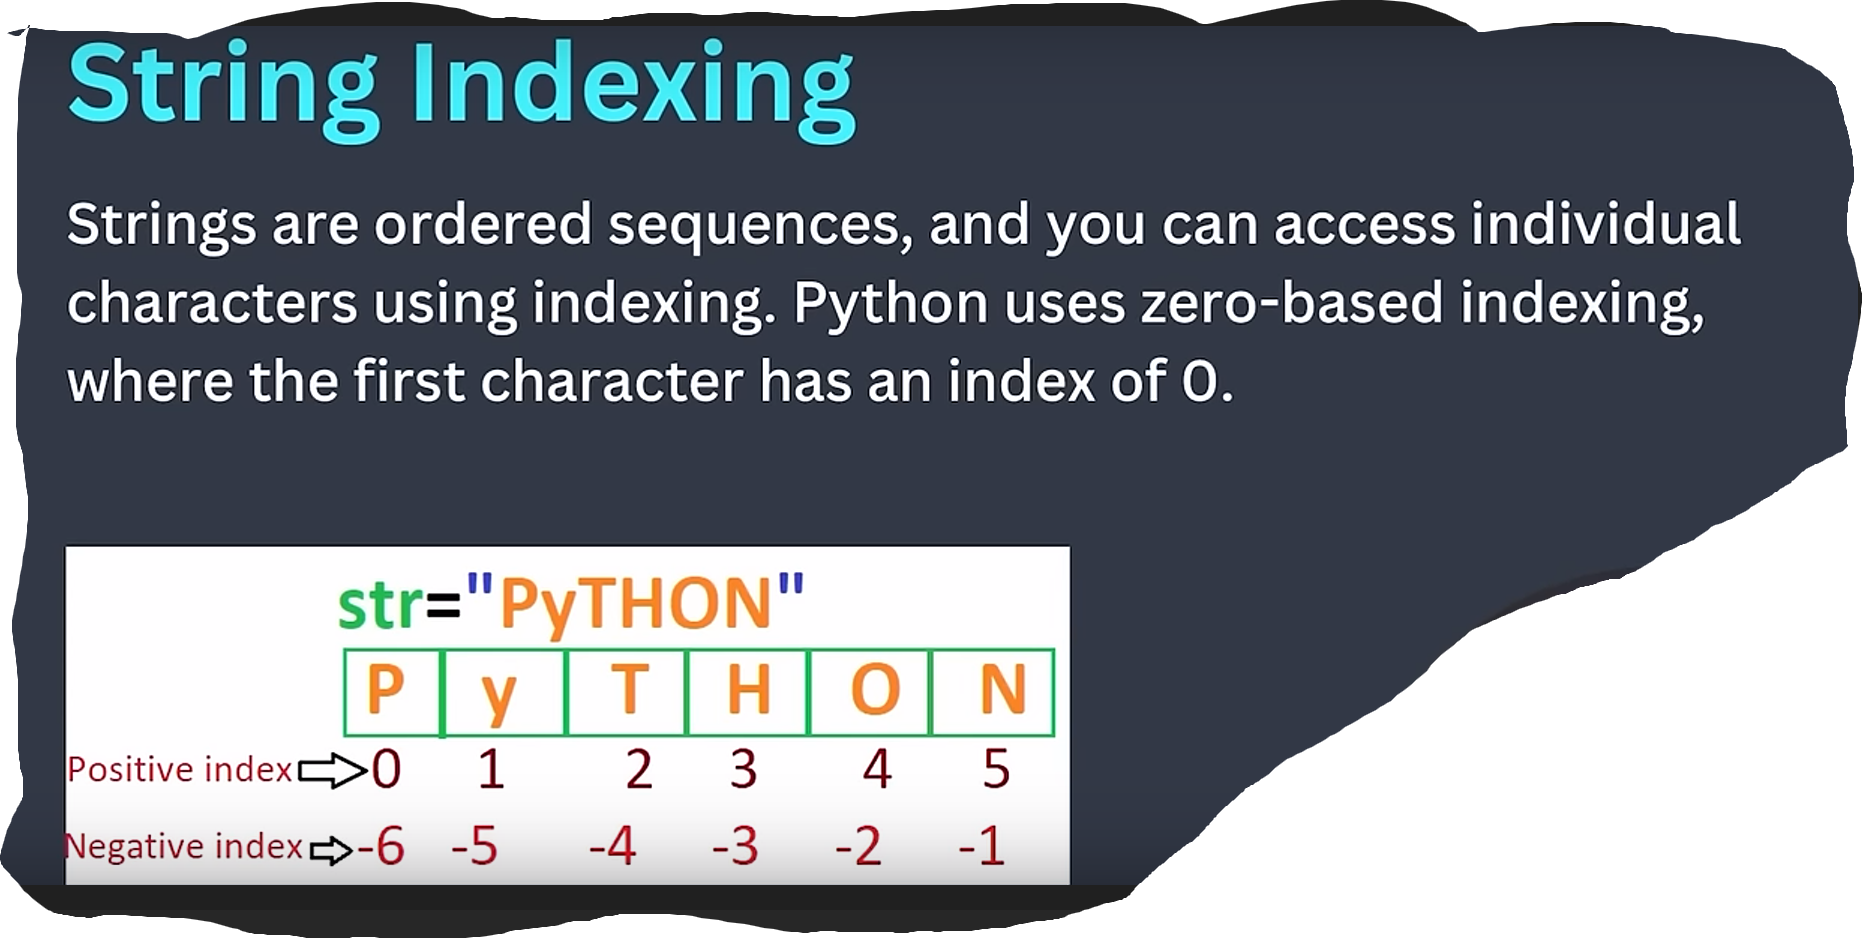 String Indexing
Strings are ordered sequences, and you can access individual
characters using indexing. Python uses zero-based indexing,
where the first character has an index of 0.
str="PyTHON"
P y T H O N
Positive index 0 1 2 3 4 5
Negative index -6 -5 -4 -3 -2 -1